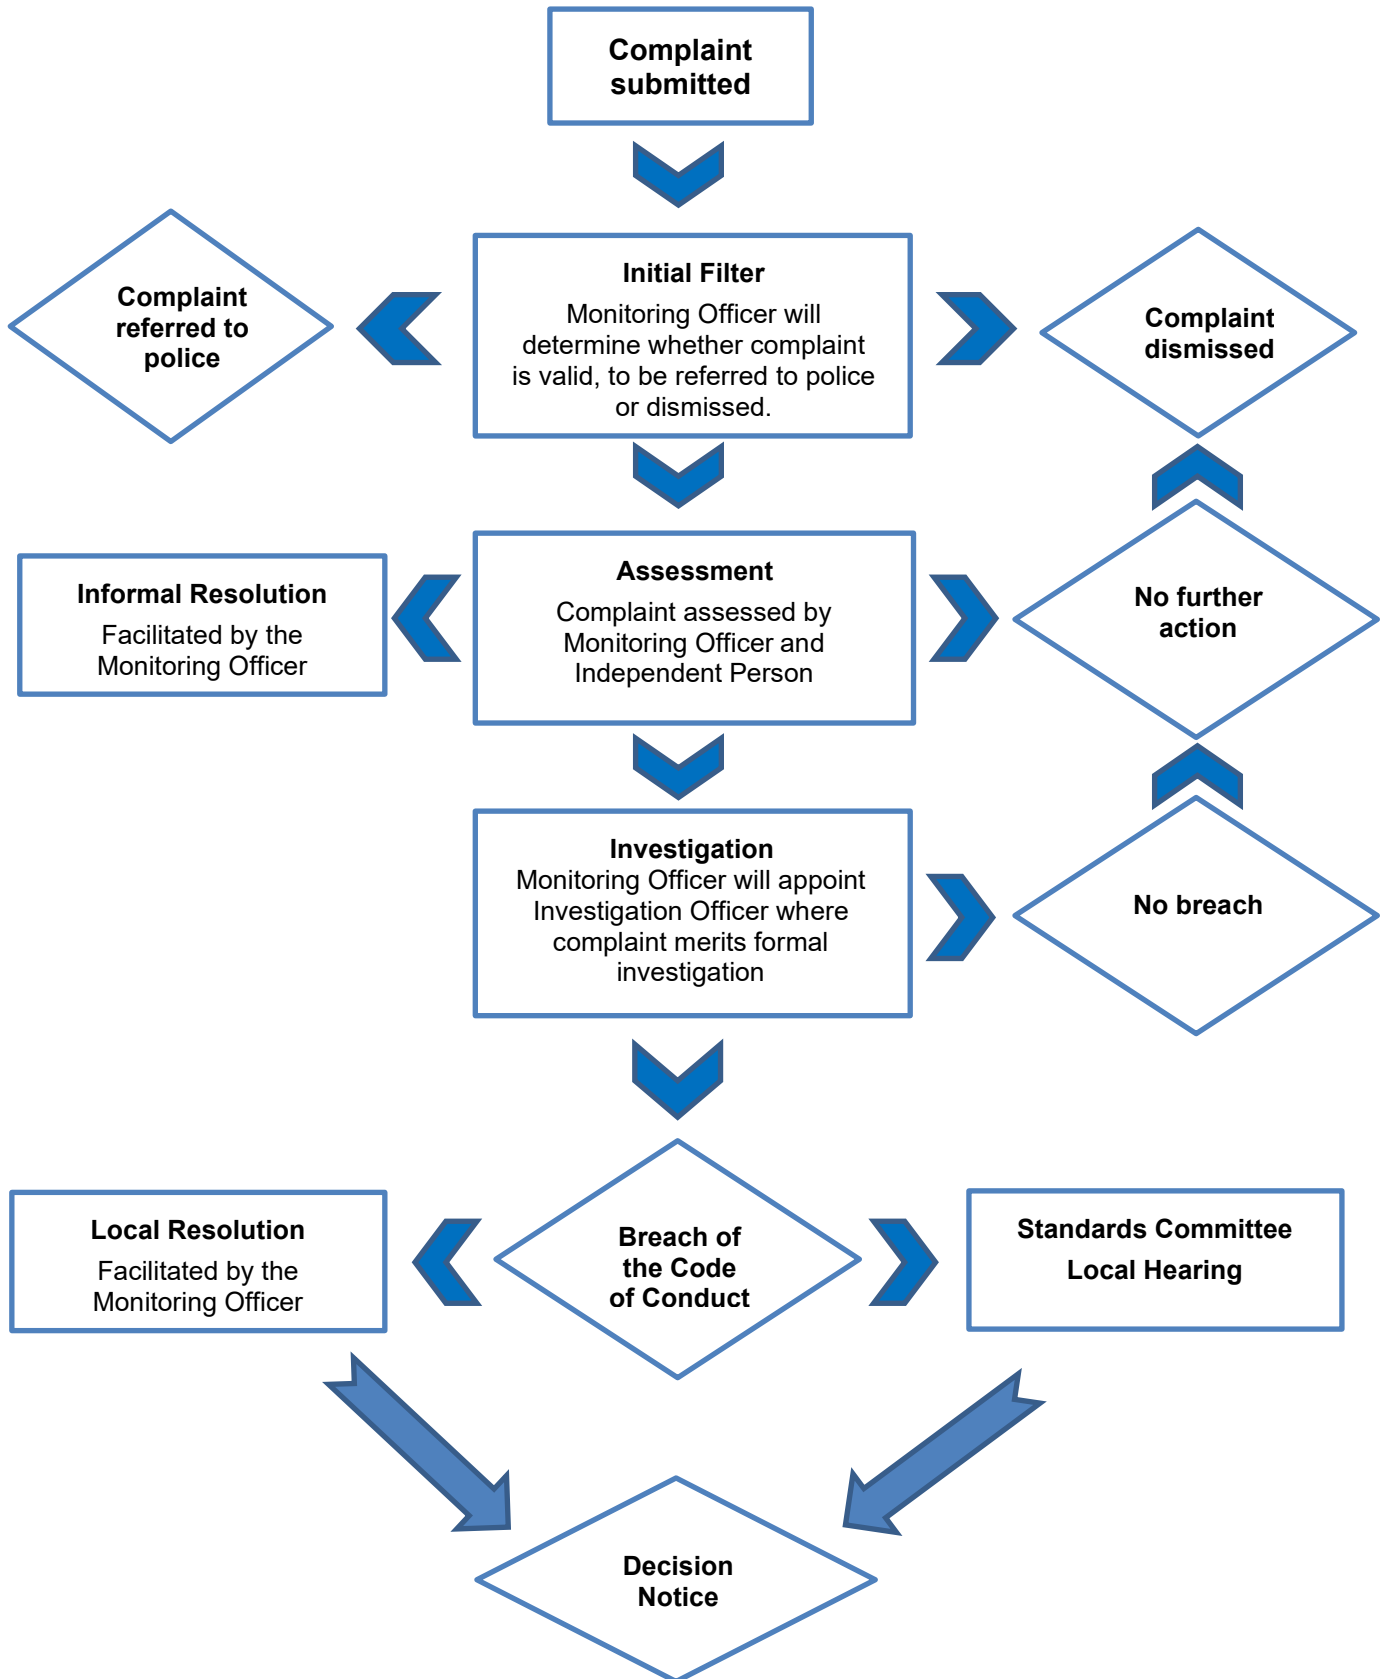 Complaint
submitted
Complaint
referred to
police
Initial Filter
Monitoring Officer will
determine whether complaint
is valid, to be referred to police
or dismissed.
Complaint
dismissed
Informal Resolution
Facilitated by the
Monitoring Officer
Assessment
Complaint assessed by
Monitoring Officer and
Independent Person
No further
action
Investigation
Monitoring Officer will appoint
Investigation Officer where
complaint merits formal
investigation
No breach
Local Resolution
Facilitated by the
Monitoring Officer
Breach of
the Code
of Conduct
Standards Committee
Local Hearing
Decision
Notice